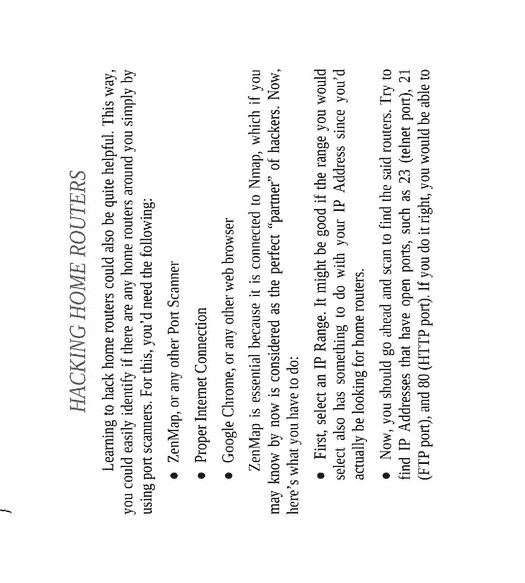 }
HACKING HOME ROUTERS
Learning to hack home routers could also be quite helpful. This way,
you could easily identify if there are any home routers around you simply by
using port scanners. For this, you’d need the following:
● ZenMap, or any other Port Scanner
● Proper Internet Connection
● Google Chrome, or any other web browser
ZenMap is essential because it is connected to Nmap, which if you
may know by now is considered as the perfect “partner” of hackers. Now,
here’s what you have to do:
● First, select an IP Range. It might be good if the range you would
select also has something to do with your IP Address since you’d
actually be looking for home routers.
● Now, you should go ahead and scan to find the said routers. Try to
find IP Addresses that have open ports, such as 23 (telnet port), 21
(FTP port), and 80 (HTTP port). If you do it right, you would be able to